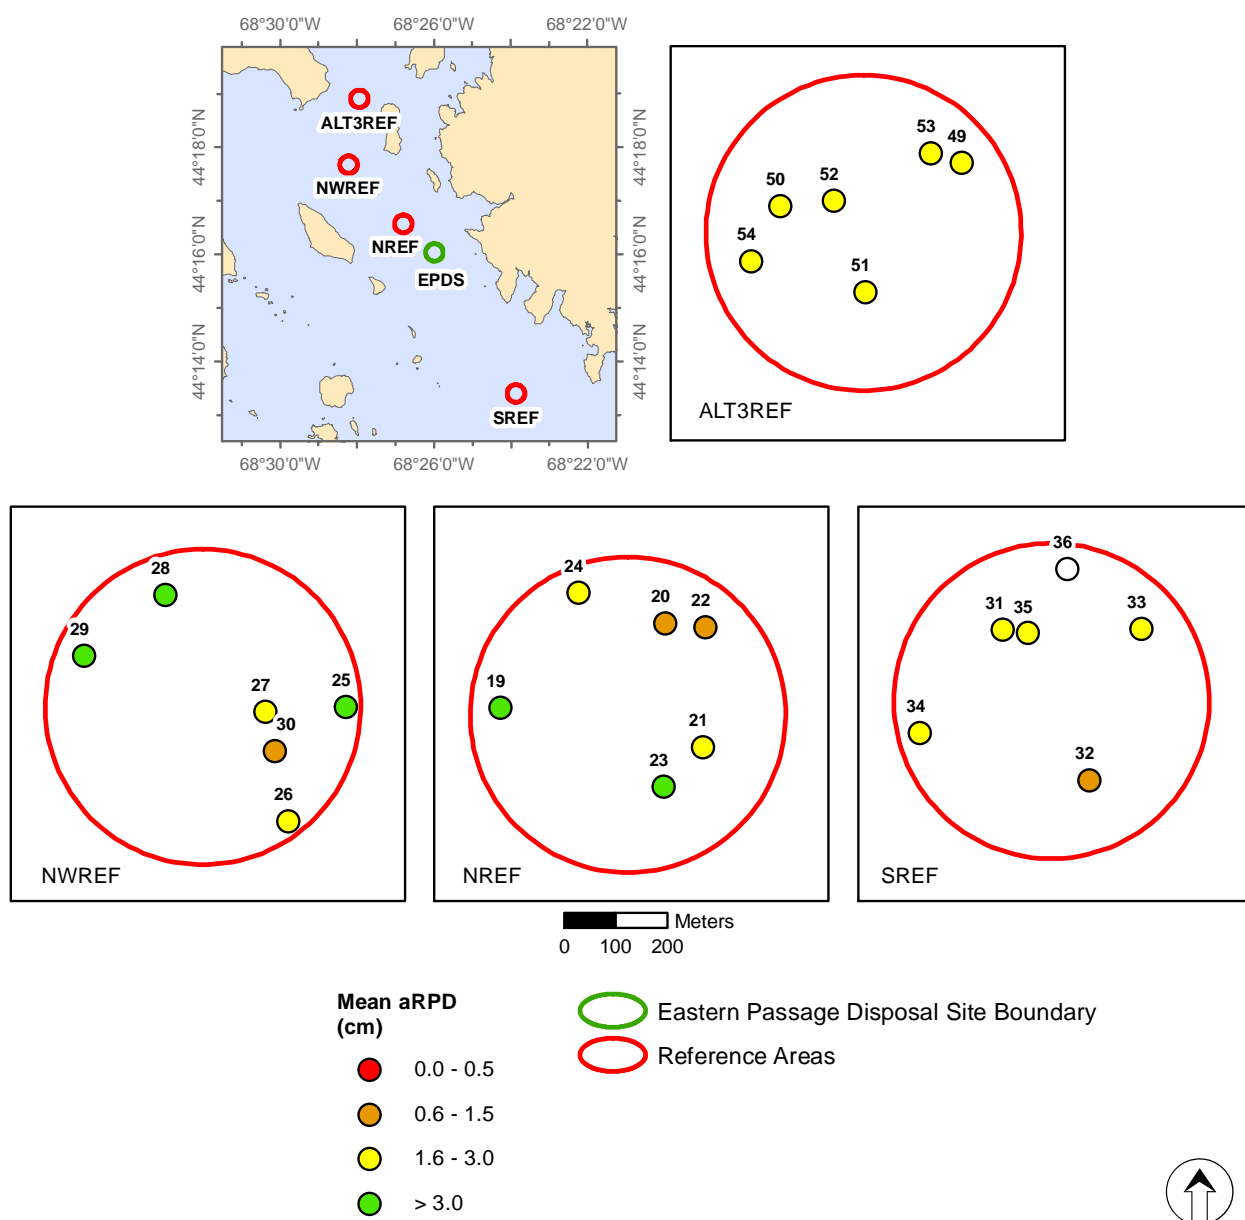 68°30'0"W 68°26'0"W 68°22'0"W
44°18'0"N
44°16'0"N
44°14'0"N
ALT3REF
NWREF
NREF
EPDS
SREF
44°18'0"N
44°16'0"N
44°14'0"N
68°30'0"W 68°26'0"W 68°22'0"W
53 49
50 52
54
51
ALT3REF
28
29
27 25
30
26
NWREF
24
20 22
19
21
23
NREF
36
31 35 33
34
32
SREF
Meters
0 100 200
Mean aRPD
(cm)
0.0 - 0.5
0.6 - 1.5
1.6 - 3.0
> 3.0
Eastern Passage Disposal Site Boundary
Reference Areas